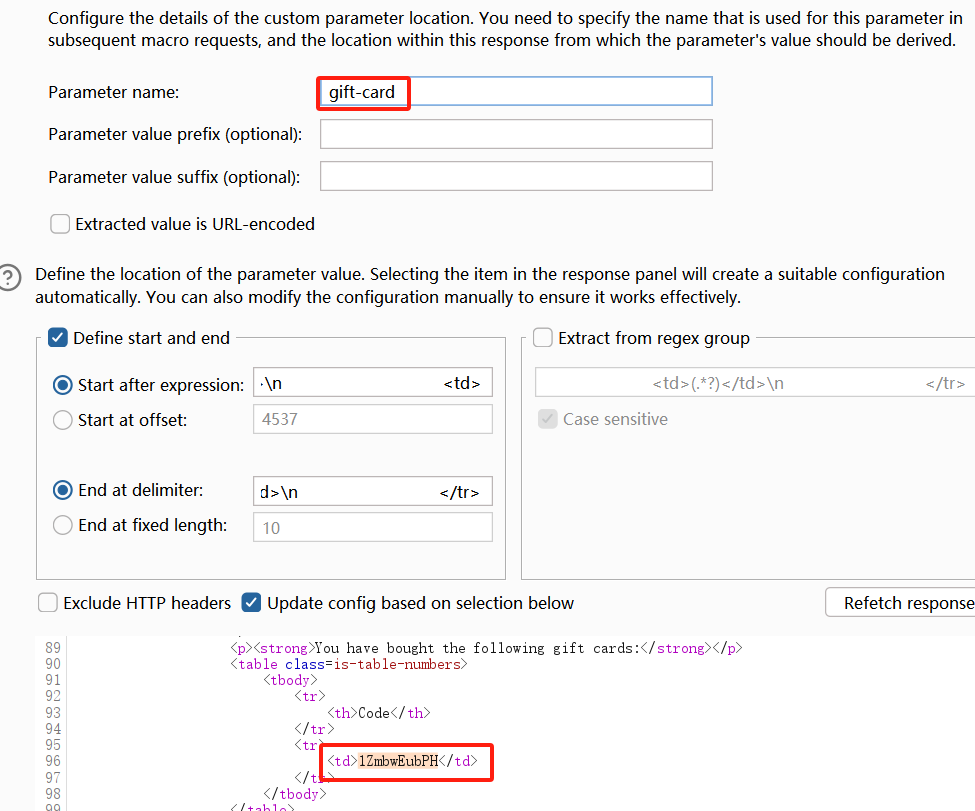 Configure the details of the custom parameter location. You need to specify the name that is used for this parameter in
subsequent macro requests, and the location within this response from which the parameter's value should be derived.
Parameter name: gift-card
Parameter value prefix (optional):
Parameter value suffix (optional):
Extracted value is URL-encoded
? Define the location of the parameter value. Selecting the item in the response panel will create a suitable configuration
automatically. You can also modify the configuration manually to ensure it works effectively.
Define start and end
Start after expression: \n <td>
Start at offset: 4537
End at delimiter: d>\n </tr>
End at fixed length: 10
Extract from regex group
<td>(.*?)</td>\n </tr>
Case sensitive
Exclude HTTP headers Update config based on selection below Refetch response
89 <p><strong>You have bought the following gift cards:</strong></p>
90 <table class=is-table-numbers>
91 <tbody>
92 <tr>
93 <th>Code</th>
94 </tr>
95 <tr>
96 <td>1ZmbwEubPH</td>
97 </tr>
98 </tbody>
99 </table>